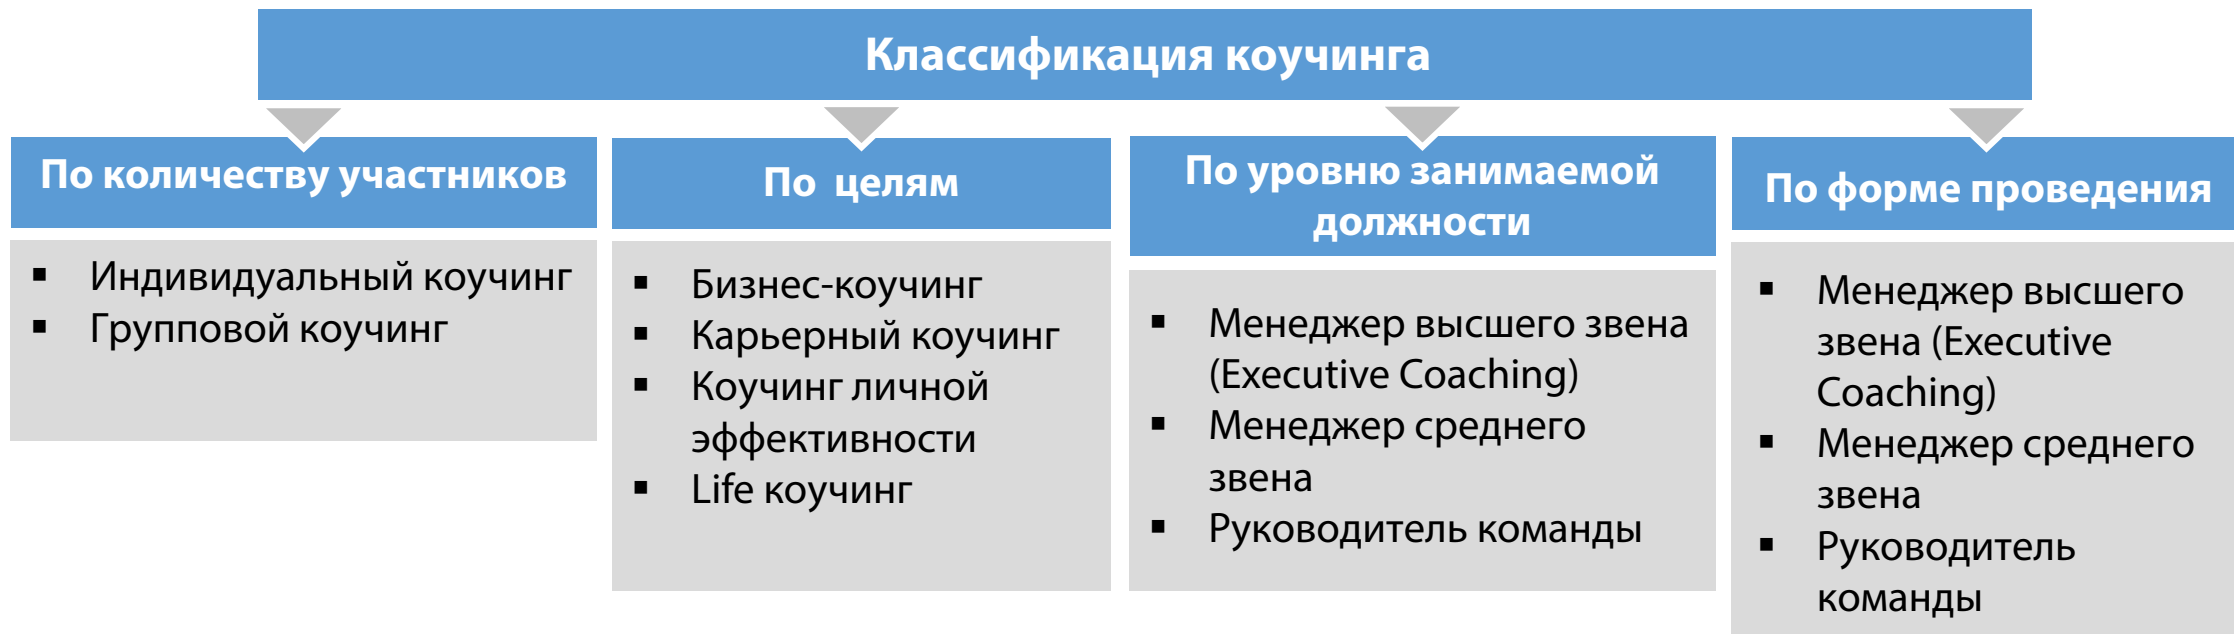 Классификация коучинга
По количеству участников
▪ Индивидуальный коучинг
▪ Групповой коучинг
По целям
▪ Бизнес-коучинг
▪ Карьерный коучинг
▪ Коучинг личной
эффективности
▪ Life коучинг
По уровню занимаемой
должности
▪ Менеджер высшего звена
(Executive Coaching)
▪ Менеджер среднего
звена
▪ Руководитель команды
По форме проведения
▪ Менеджер высшего
звена (Executive
Coaching)
▪ Менеджер среднего
звена
▪ Руководитель
команды